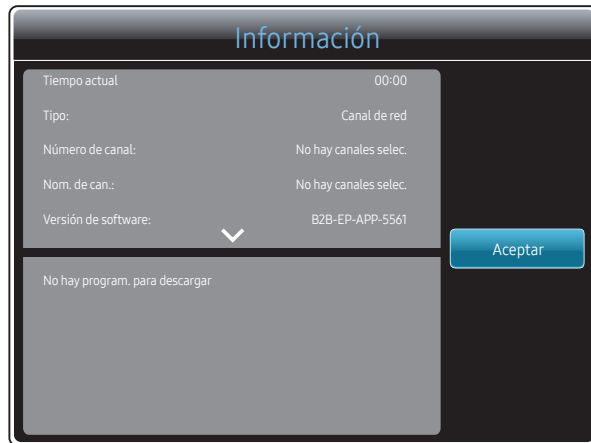 Información
Tiempo actual 00:00
Tipo: Canal de red
Número de canal: No hay canales selec.
Nom. de can.: No hay canales selec.
Versión de software: B2B-EP-APP-5561
Aceptar
No hay program. para descargar